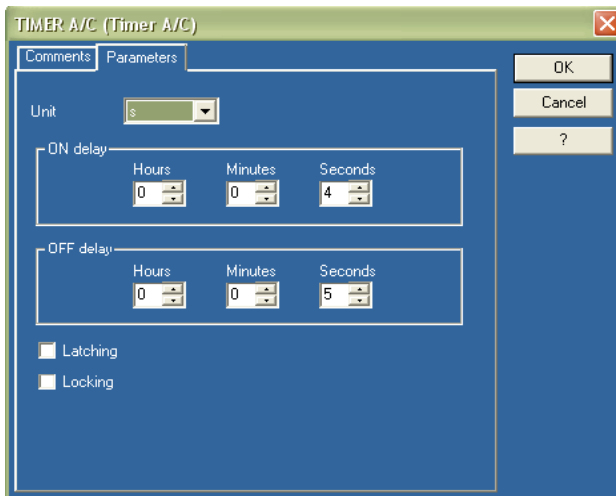 TIMER A/C (Timer A/C)
Comments Parameters
OK
Unit s
Cancel
?
ON delay
Hours Minutes Seconds
0 0 4
OFF delay
Hours Minutes Seconds
0 0 5
Latching
Locking